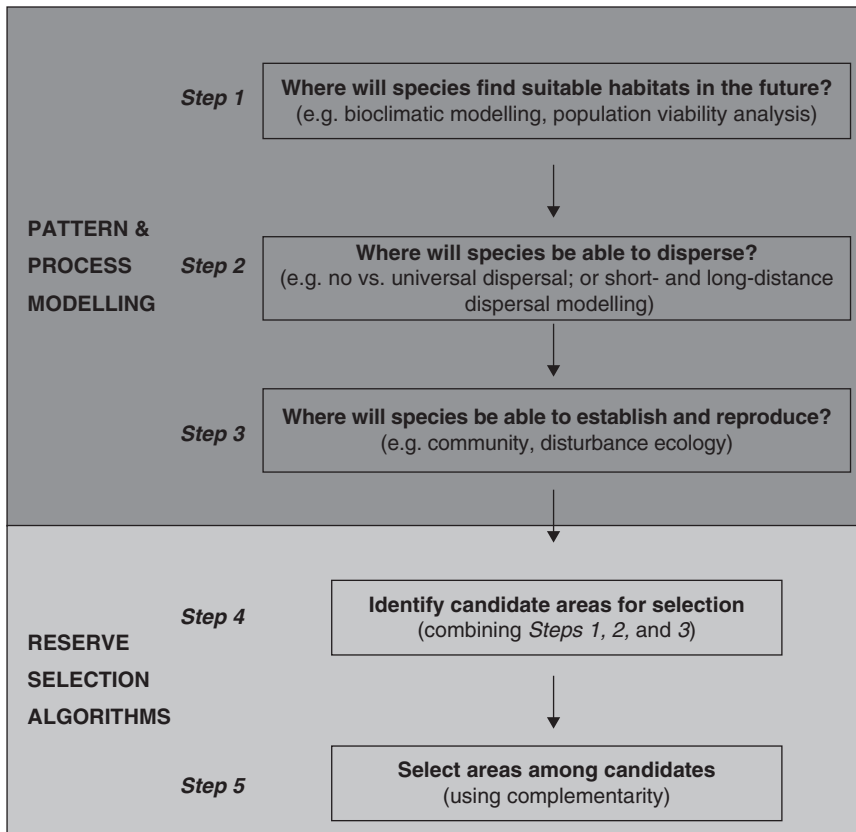 Step 1
Where will species find suitable habitats in the future?
(e.g. bioclimatic modelling, population viability analysis)
PATTERN &
PROCESS
MODELLING
Step 2
Where will species be able to disperse?
(e.g. no vs. universal dispersal; or short- and long-distance
dispersal modelling)
Step 3
Where will species be able to establish and reproduce?
(e.g. community, disturbance ecology)
RESERVE
SELECTION
ALGORITHMS
Step 4
Identify candidate areas for selection
(combining Steps 1, 2, and 3)
Step 5
Select areas among candidates
(using complementarity)